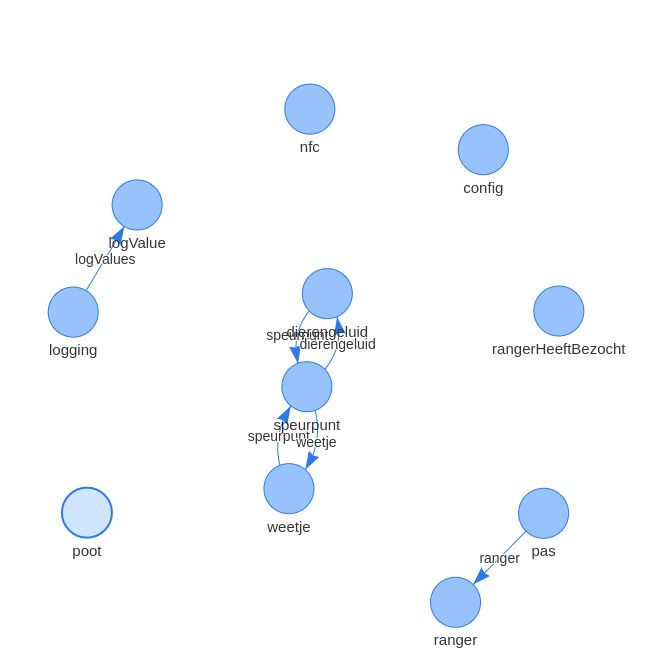 nfc
config
logValue
logValues
logging
rangerHeeftBezocht
dierengeluid
speurpunt
dierengeluid
speurpunt
speurpunt
weetje
weetje
poot
pas
ranger
ranger